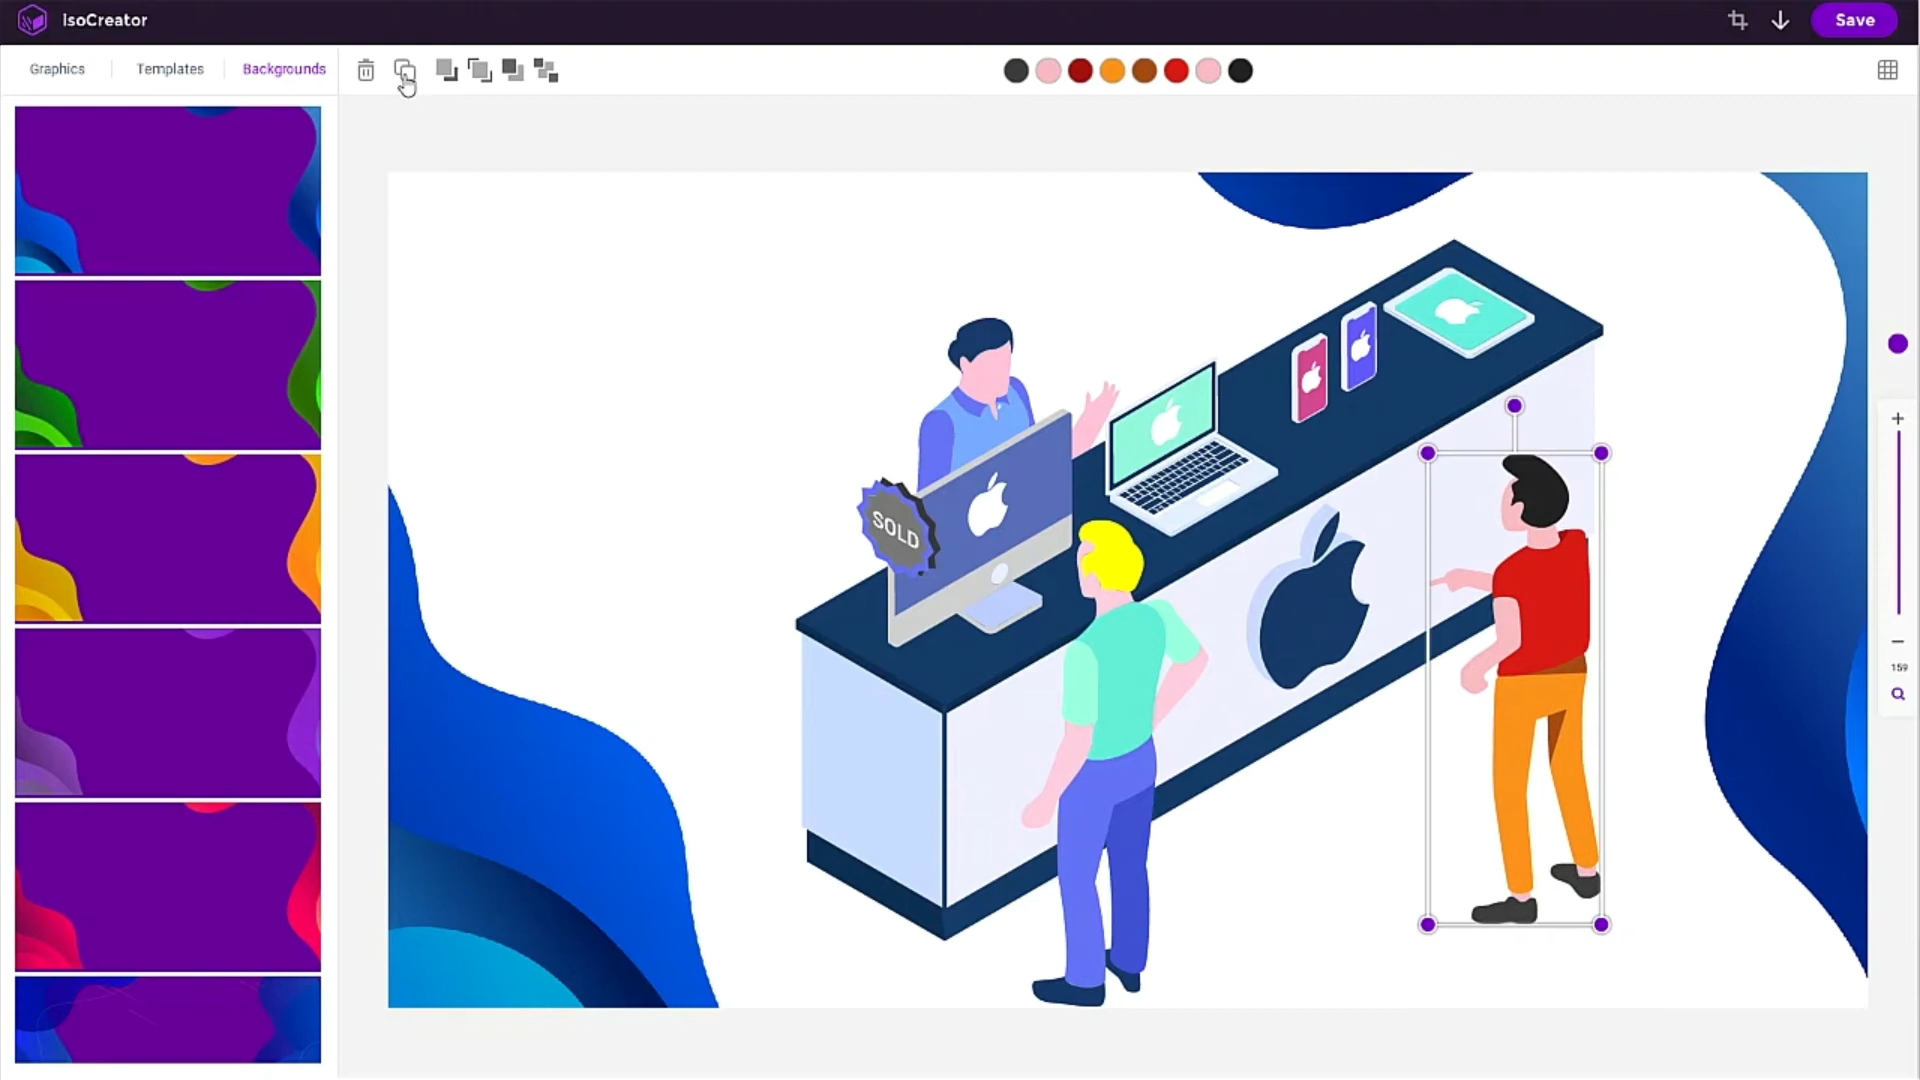 IsoCreator
Save
Graphics
Templates
Backgrounds
SOLD
159